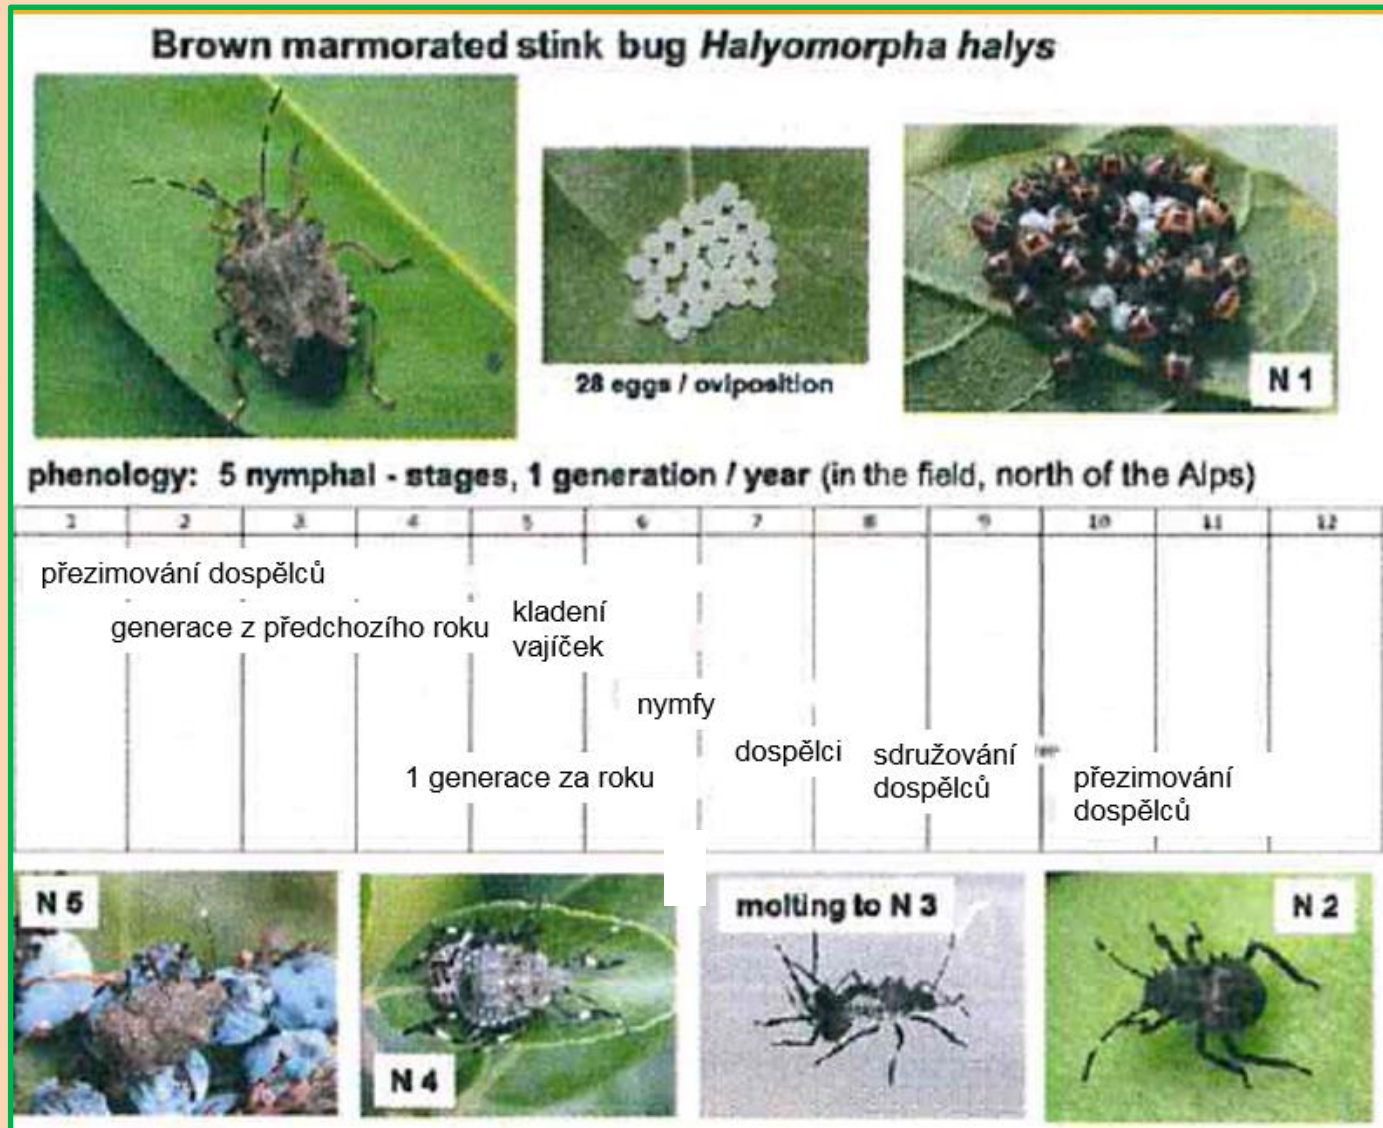 Brown marmorated stink bug Halyomorpha halys
28 eggs / oviposition
N 1
phenology: 5 nymphal - stages, 1 generation / year (in the field, north of the Alps)
1 2 3 4 5 6 7 8 9 10 11 12
přezimování dospělců
generace z předchozího roku
kladení
vajíček
nymfy
dospělci
sdružování
dospělců
1 generace za roku
přezimování
dospělců
N 5
N 4
molting to N 3
N 2